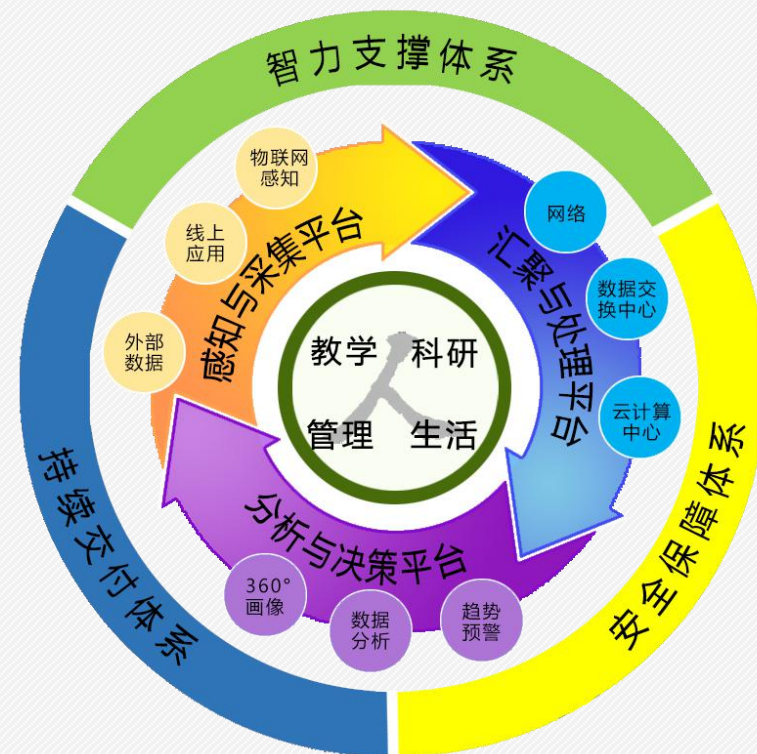 智力支撑体系
物联网
感知
线上
应用
外部
数据
感知与采集平台
网络
数据交
换中心
云计算
中心
汇聚与处理平台
人
教学 科研
管理 生活
分析与决策平台
360°
画像
数据
分析
趋势
预警
持续交付体系
安全保障体系